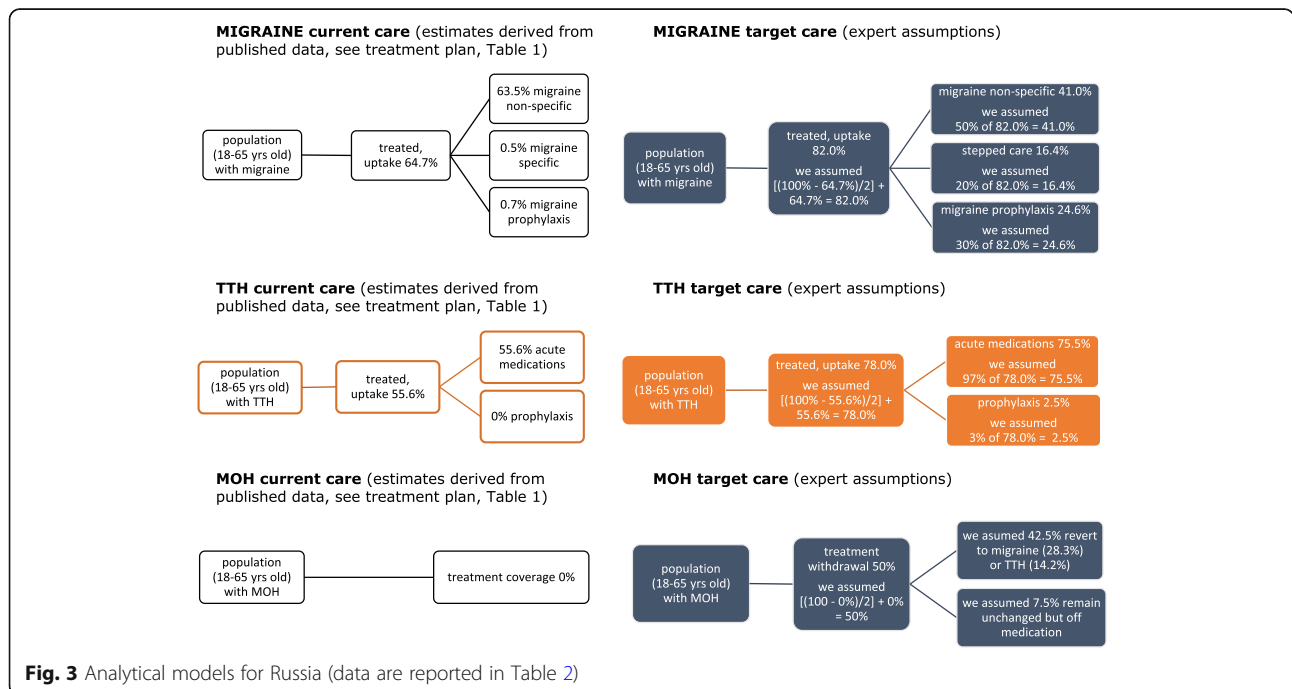 MIGRAINE current care (estimates derived from
published data, see treatment plan, Table 1)
population
(18-65 yrs old)
with migraine
treated,
uptake 64.7%
63.5% migraine
non-specific
0.5% migraine
specific
0.7% migraine
prophylaxis
MIGRAINE target care (expert assumptions)
population
(18-65 yrs old)
with migraine
treated, uptake
82.0%
we assumed
[(100% - 64.7%)/2] +
64.7% = 82.0%
migraine non-specific 41.0%
we assumed
50% of 82.0% = 41.0%
stepped care 16.4%
we assumed
20% of 82.0% = 16.4%
migraine prophylaxis 24.6%
we assumed
30% of 82.0% = 24.6%
TTH current care (estimates derived from
published data, see treatment plan, Table 1)
population
(18-65 yrs old)
with TTH
treated,
uptake 55.6%
55.6% acute
medications
0% prophylaxis
TTH target care (expert assumptions)
population
(18-65 yrs old)
with TTH
treated, uptake 78.0%
we assumed
[(100% - 55.6%)/2] +
55.6% = 78.0%
acute medications 75.5%
we assumed
97% of 78.0% = 75.5%
prophylaxis 2.5%
we assumed
3% of 78.0% = 2.5%
MOH current care (estimates derived from
published data, see treatment plan, Table 1)
population
(18-65 yrs old)
with MOH
treatment coverage 0%
MOH target care (expert assumptions)
population
(18-65 yrs old)
with MOH
treatment
withdrawal 50%
we assumed
[(100 - 0%)/2] + 0%
= 50%
we asumed 42.5% revert
to migraine (28.3%)
or TTH (14.2%)
we assumed 7.5% remain
unchanged but off
medication
Fig. 3 Analytical models for Russia (data are reported in Table 2)